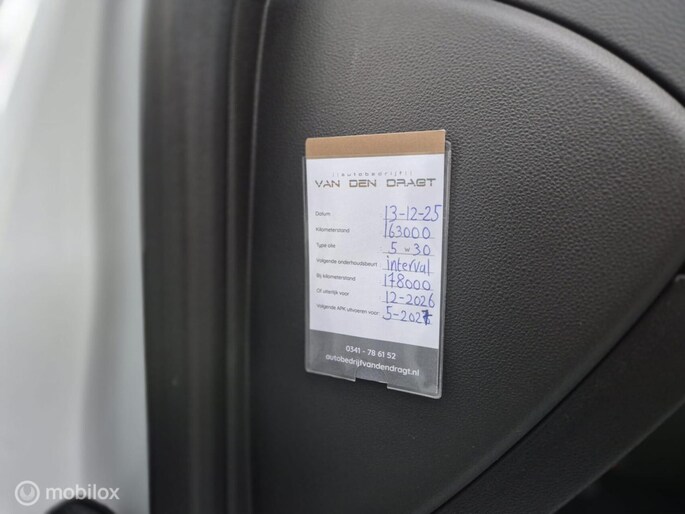 ||autobedrijf||
VAN DEN DRAGT
Datum 13-12-25
Kilometerstand 163000
Type olie 5 w 30
Volgende onderhoudsbeurt interval
Bij kilometerstand 178000
Of uiterlijk voor 12-2026
Volgende APK uitvoeren voor 5-2027
0341 - 78 61 52
autobedrijfvandendragt.nl
mobilox